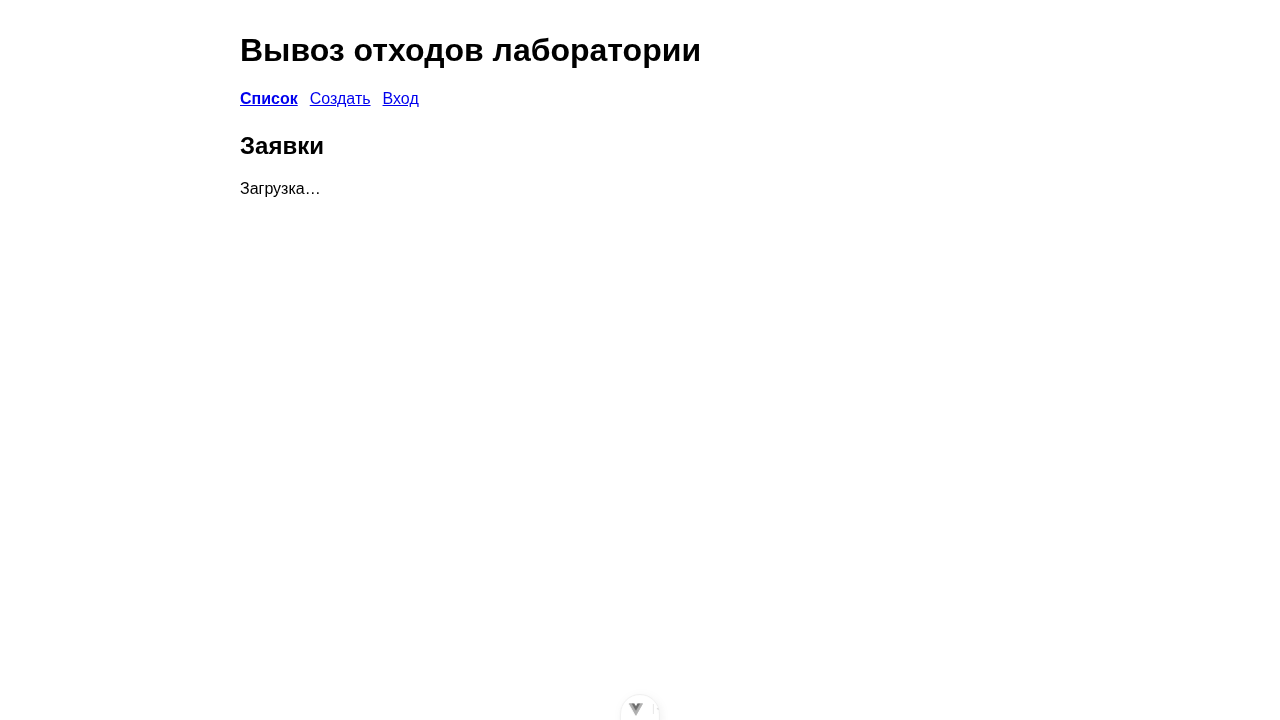 Вывоз отходов лаборатории
Список Создать Вход
Заявки
Загрузка…